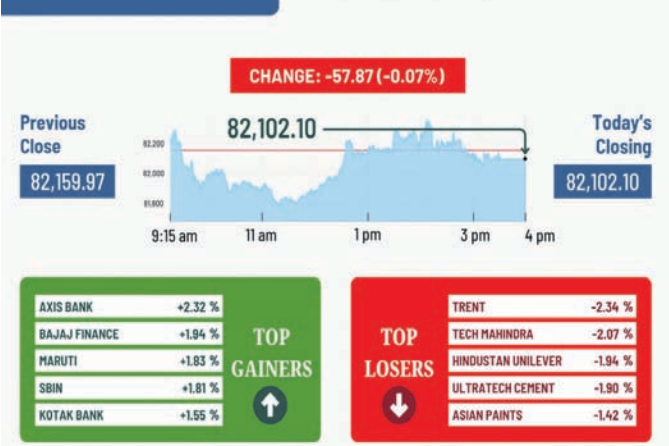 CHANGE: -57.87 (-0.07%)
Previous
Close
82,159.97
82,102.10
Today's
Closing
82,102.10
82,200
82,000
81,800
9:15 am
11 am
1 pm
3 pm
4 pm
AXIS BANK +2.32 %
BAJAJ FINANCE +1.94 %
MARUTI +1.83 %
SBIN +1.81 %
KOTAK BANK +1.55 %
TOP
GAINERS
TOP
LOSERS
TRENT -2.34 %
TECH MAHINDRA -2.07 %
HINDUSTAN UNILEVER -1.94 %
ULTRATECH CEMENT -1.90 %
ASIAN PAINTS -1.42 %